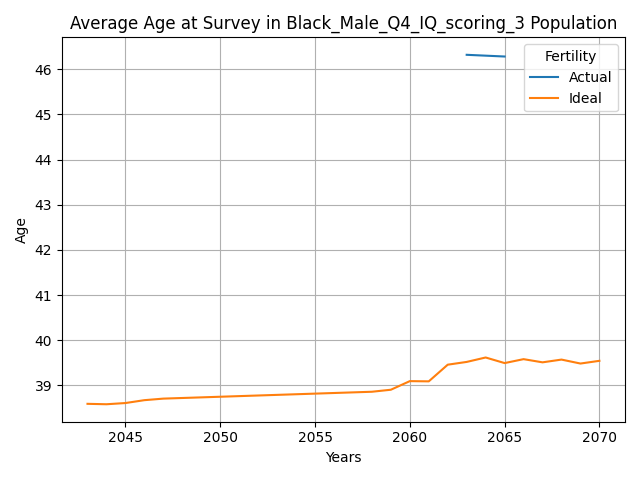 Average Age at Survey in Black_Male_Q4_IQ_scoring_3 Population
Fertility
Actual
Ideal
46
45
44
43
42
41
40
39
Age
2045 2050 2055 2060 2065 2070
Years